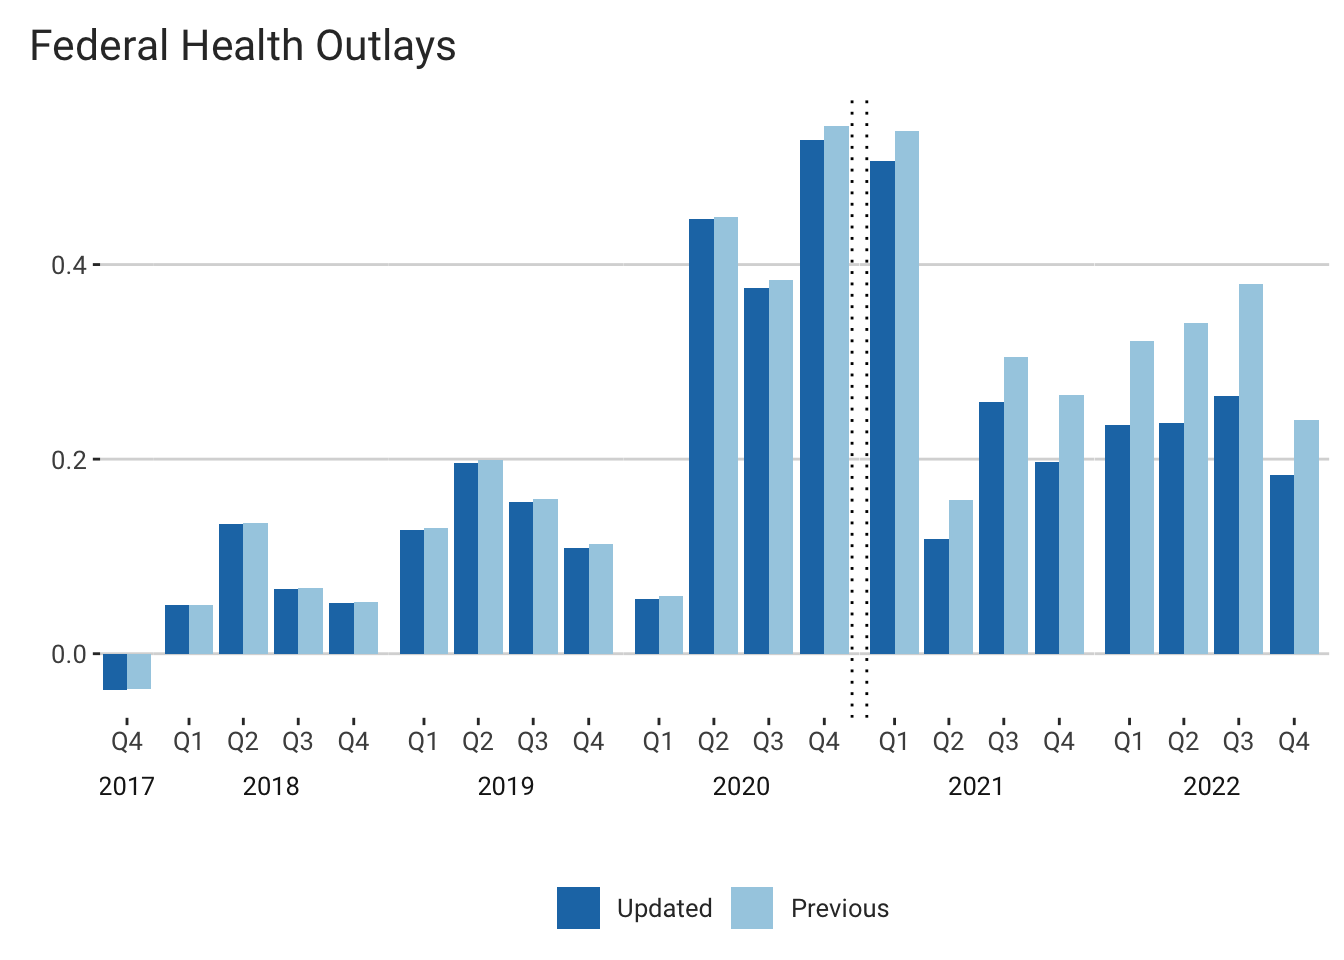 Federal Health Outlays
0.4
0.2
0.0
Q4 Q1 Q2 Q3 Q4 Q1 Q2 Q3 Q4 Q1 Q2 Q3 Q4 Q1 Q2 Q3 Q4 Q1 Q2 Q3 Q4
2017 2018 2019 2020 2021 2022
Updated Previous